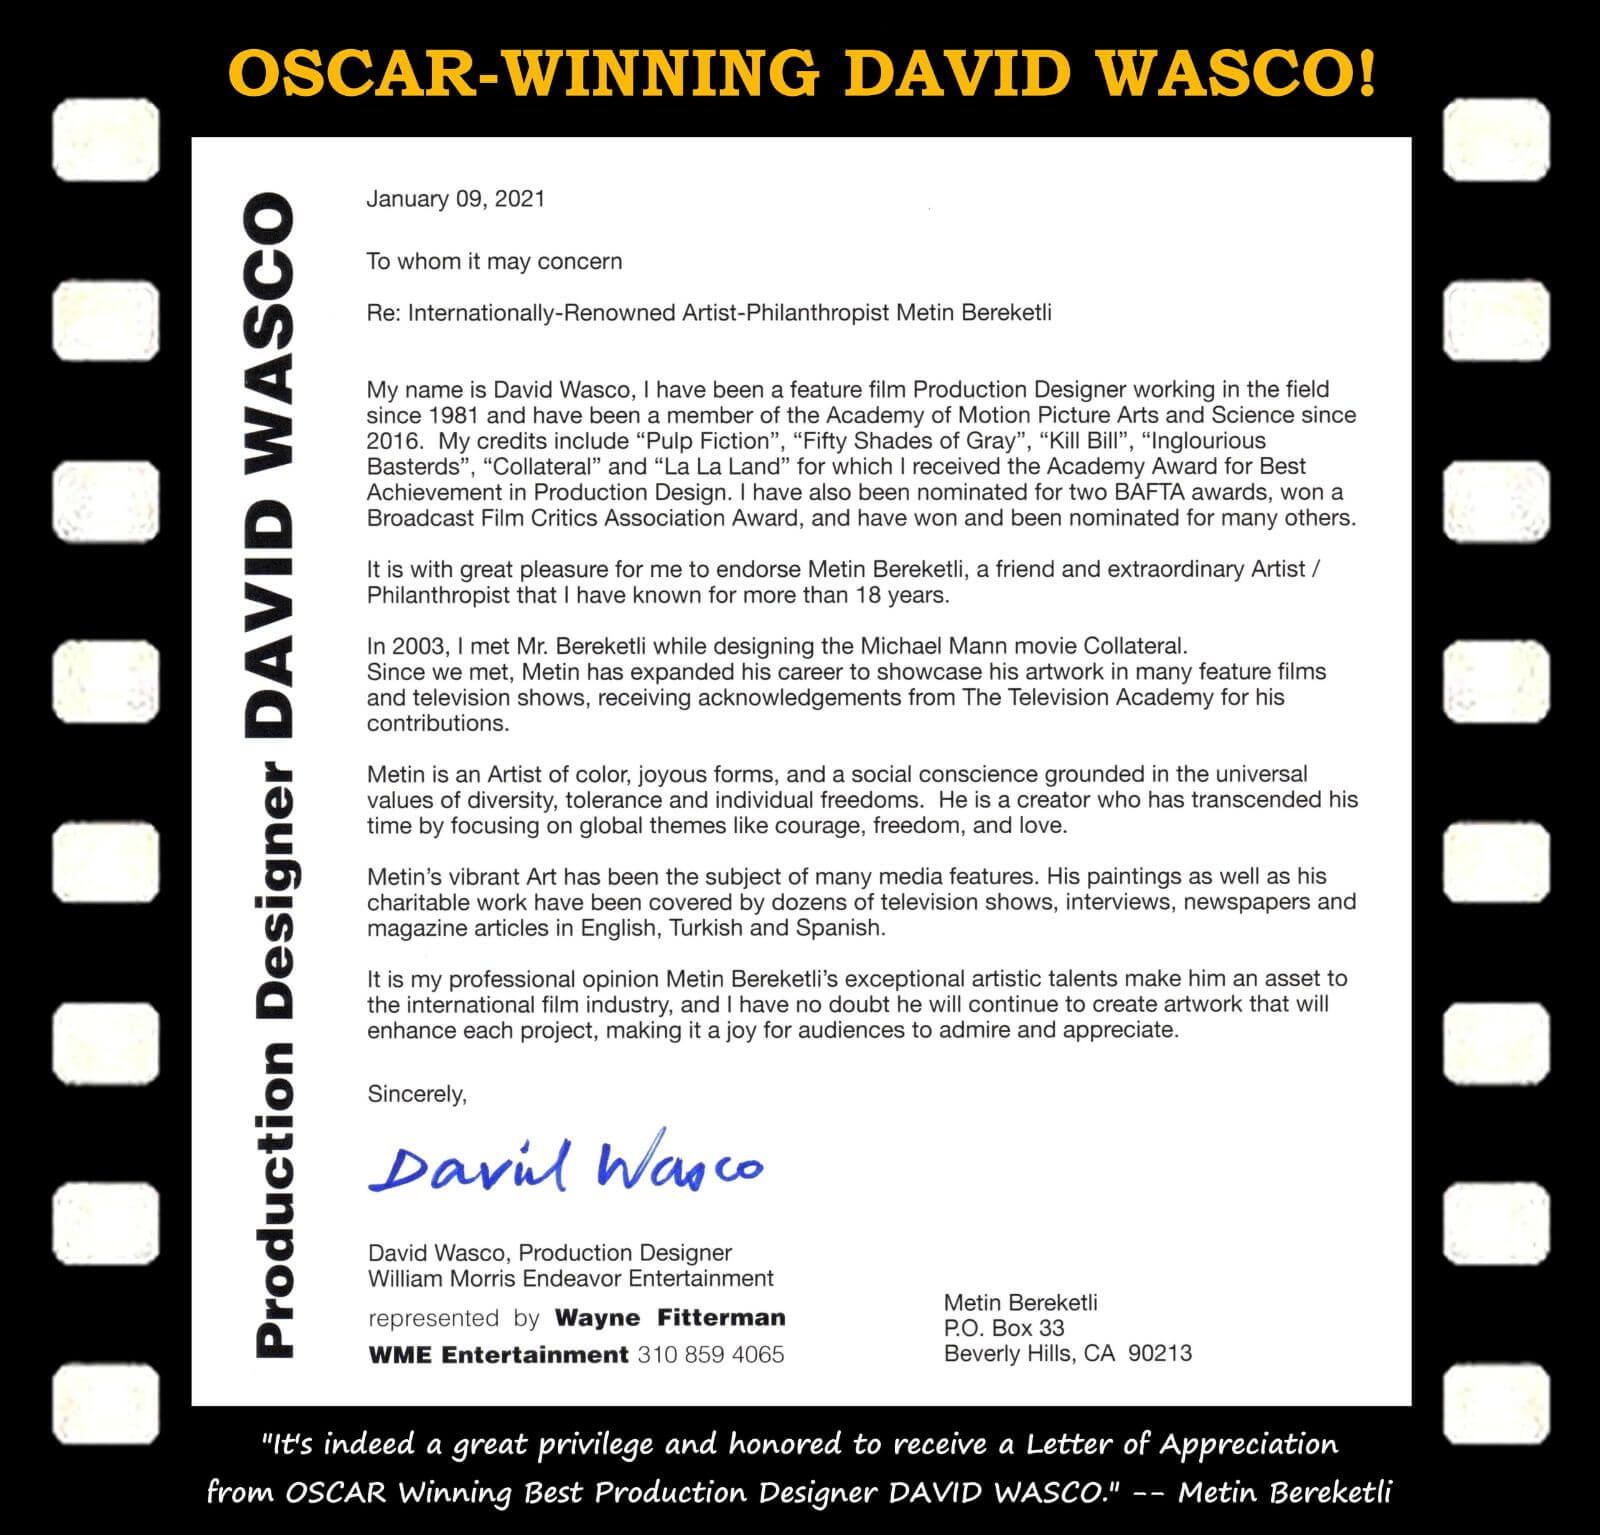 OSCAR-WINNING DAVID WASCO!
Production Designer DAVID WASCO
January 09, 2021
To whom it may concern
Re: Internationally-Renowned Artist-Philanthropist Metin Bereketli
My name is David Wasco, I have been a feature film Production Designer working in the field
since 1981 and have been a member of the Academy of Motion Picture Arts and Science since
2016.  My credits include “Pulp Fiction”, “Fifty Shades of Gray”, “Kill Bill”, “Inglourious
Basterds”, “Collateral” and “La La Land” for which I received the Academy Award for Best
Achievement in Production Design. I have also been nominated for two BAFTA awards, won a
Broadcast Film Critics Association Award, and have won and been nominated for many others.
It is with great pleasure for me to endorse Metin Bereketli, a friend and extraordinary Artist /
Philanthropist that I have known for more than 18 years.
In 2003, I met Mr. Bereketli while designing the Michael Mann movie Collateral.
Since we met, Metin has expanded his career to showcase his artwork in many feature films
and television shows, receiving acknowledgements from The Television Academy for his
contributions.
Metin is an Artist of color, joyous forms, and a social conscience grounded in the universal
values of diversity, tolerance and individual freedoms.  He is a creator who has transcended his
time by focusing on global themes like courage, freedom, and love.
Metin’s vibrant Art has been the subject of many media features. His paintings as well as his
charitable work have been covered by dozens of television shows, interviews, newspapers and
magazine articles in English, Turkish and Spanish.
It is my professional opinion Metin Bereketli’s exceptional artistic talents make him an asset to
the international film industry, and I have no doubt he will continue to create artwork that will
enhance each project, making it a joy for audiences to admire and appreciate.
Sincerely,
David Wasco
David Wasco, Production Designer
William Morris Endeavor Entertainment
represented by Wayne Fitterman
WME Entertainment 310 859 4065
Metin Bereketli
P.O. Box 33
Beverly Hills, CA  90213
"It's indeed a great privilege and honored to receive a Letter of Appreciation
from OSCAR Winning Best Production Designer DAVID WASCO." -- Metin Bereketli